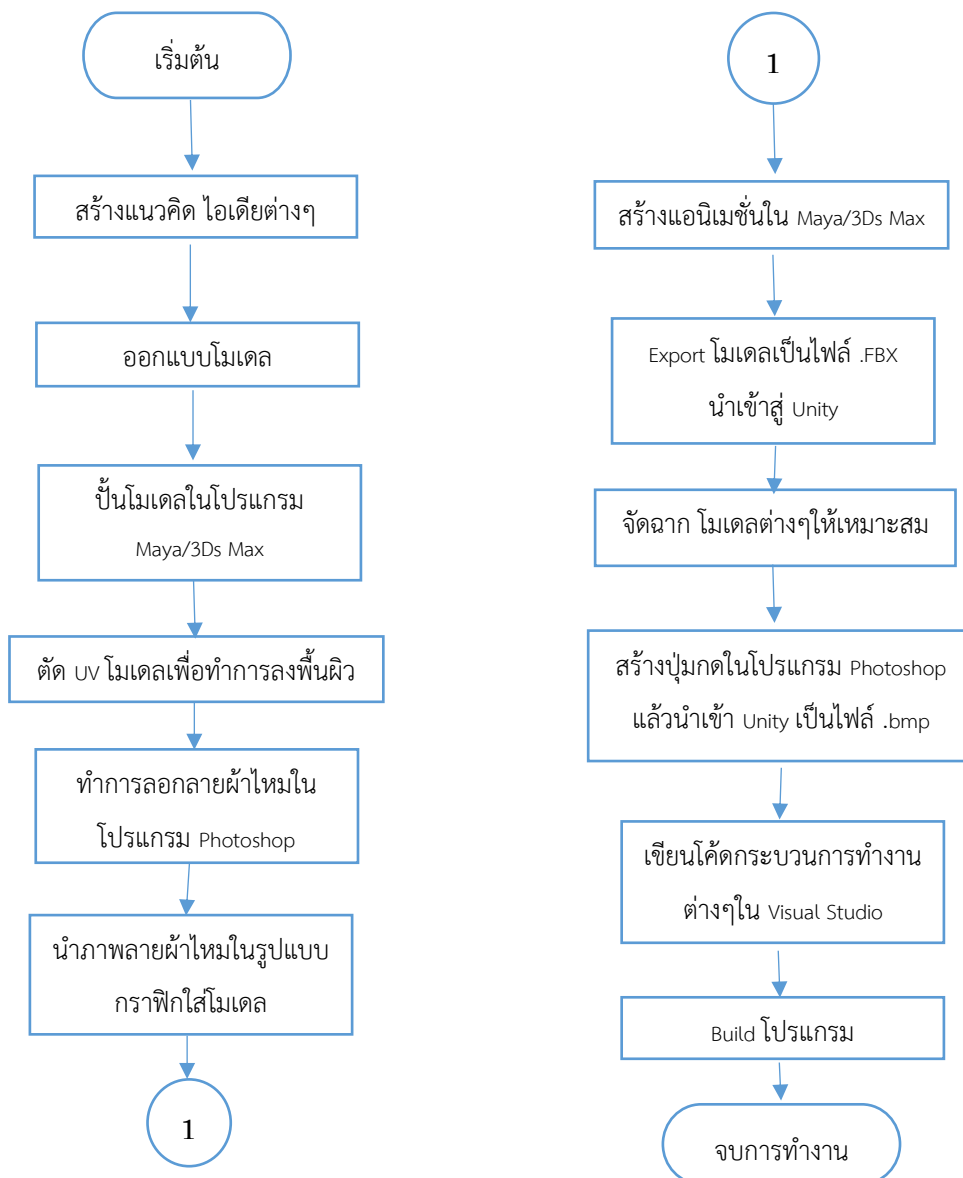 เริ่มต้น
สร้างแนวคิด ไอเดียต่างๆ
ออกแบบโมเดล
ปั้นโมเดลในโปรแกรม
Maya/3Ds Max
ตัด UV โมเดลเพื่อทำการลงพื้นผิว
ทำการลอกลายผ้าไหมใน
โปรแกรม Photoshop
นำภาพลายผ้าไหมในรูปแบบ
กราฟิกใส่โมเดล
1
1
สร้างแอนิเมชั่นใน Maya/3Ds Max
Export โมเดลเป็นไฟล์ .FBX
นำเข้าสู่ Unity
จัดฉาก โมเดลต่างๆให้เหมาะสม
สร้างปุ่มกดในโปรแกรม Photoshop
แล้วนำเข้า Unity เป็นไฟล์ .bmp
เขียนโค้ดกระบวนการทำงาน
ต่างๆใน Visual Studio
Build โปรแกรม
จบการทำงาน